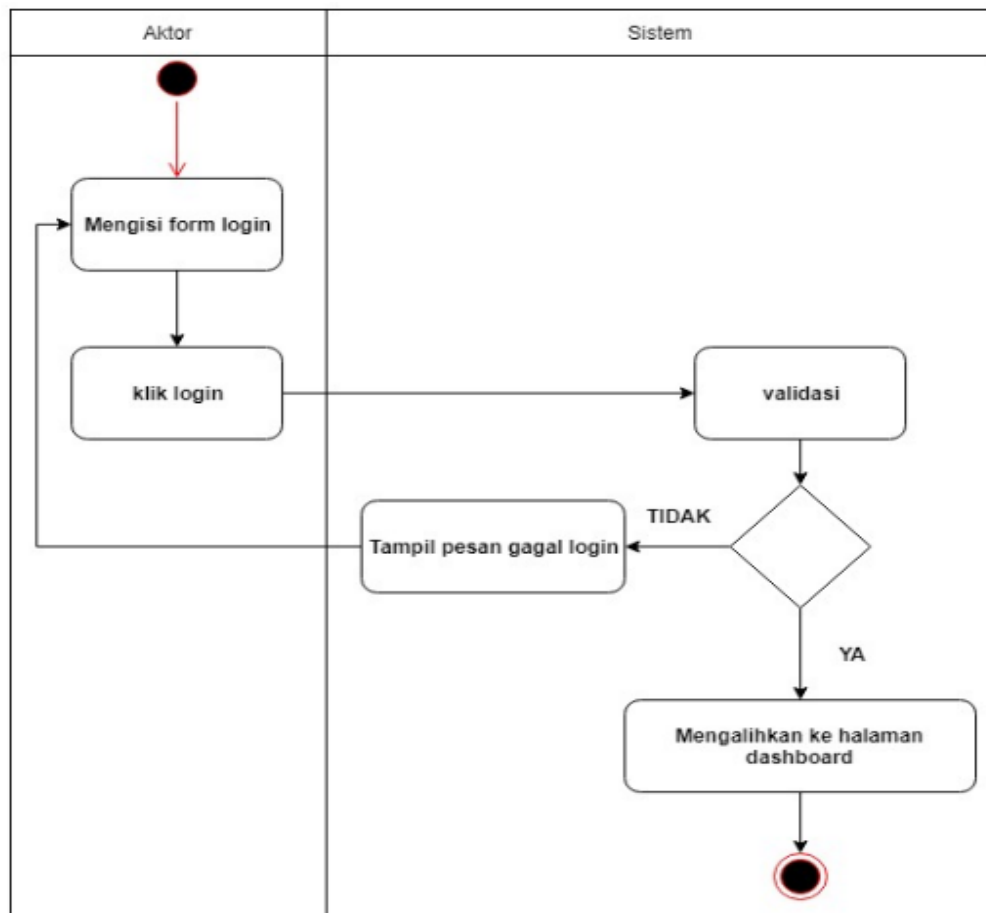 Aktor
Sistem
Mengisi form login
klik login
validasi
TIDAK
Tampil pesan gagal login
YA
Mengalihkan ke halaman
dashboard